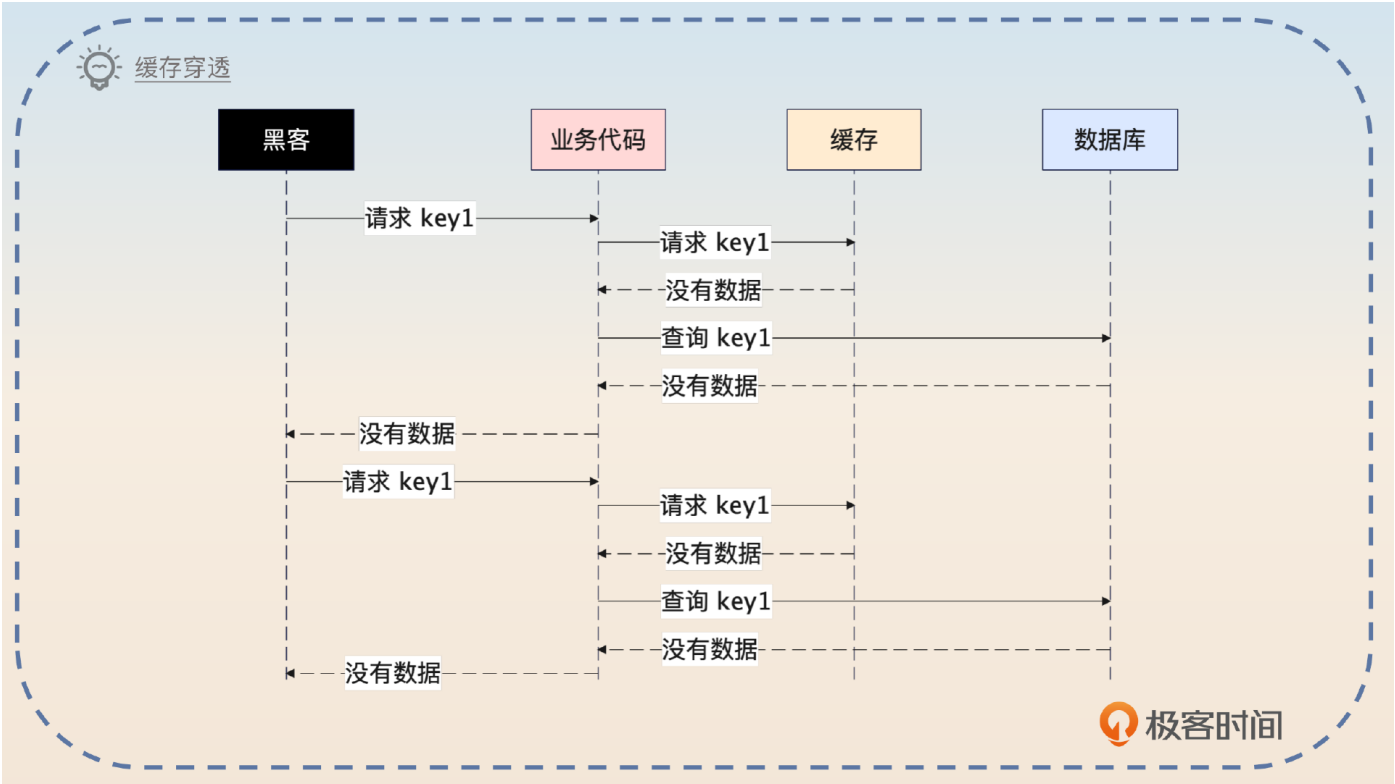 缓存穿透
黑客
业务代码
缓存
数据库
请求 key1
请求 key1
没有数据
查询 key1
没有数据
没有数据
请求 key1
请求 key1
没有数据
查询 key1
没有数据
没有数据
极客时间